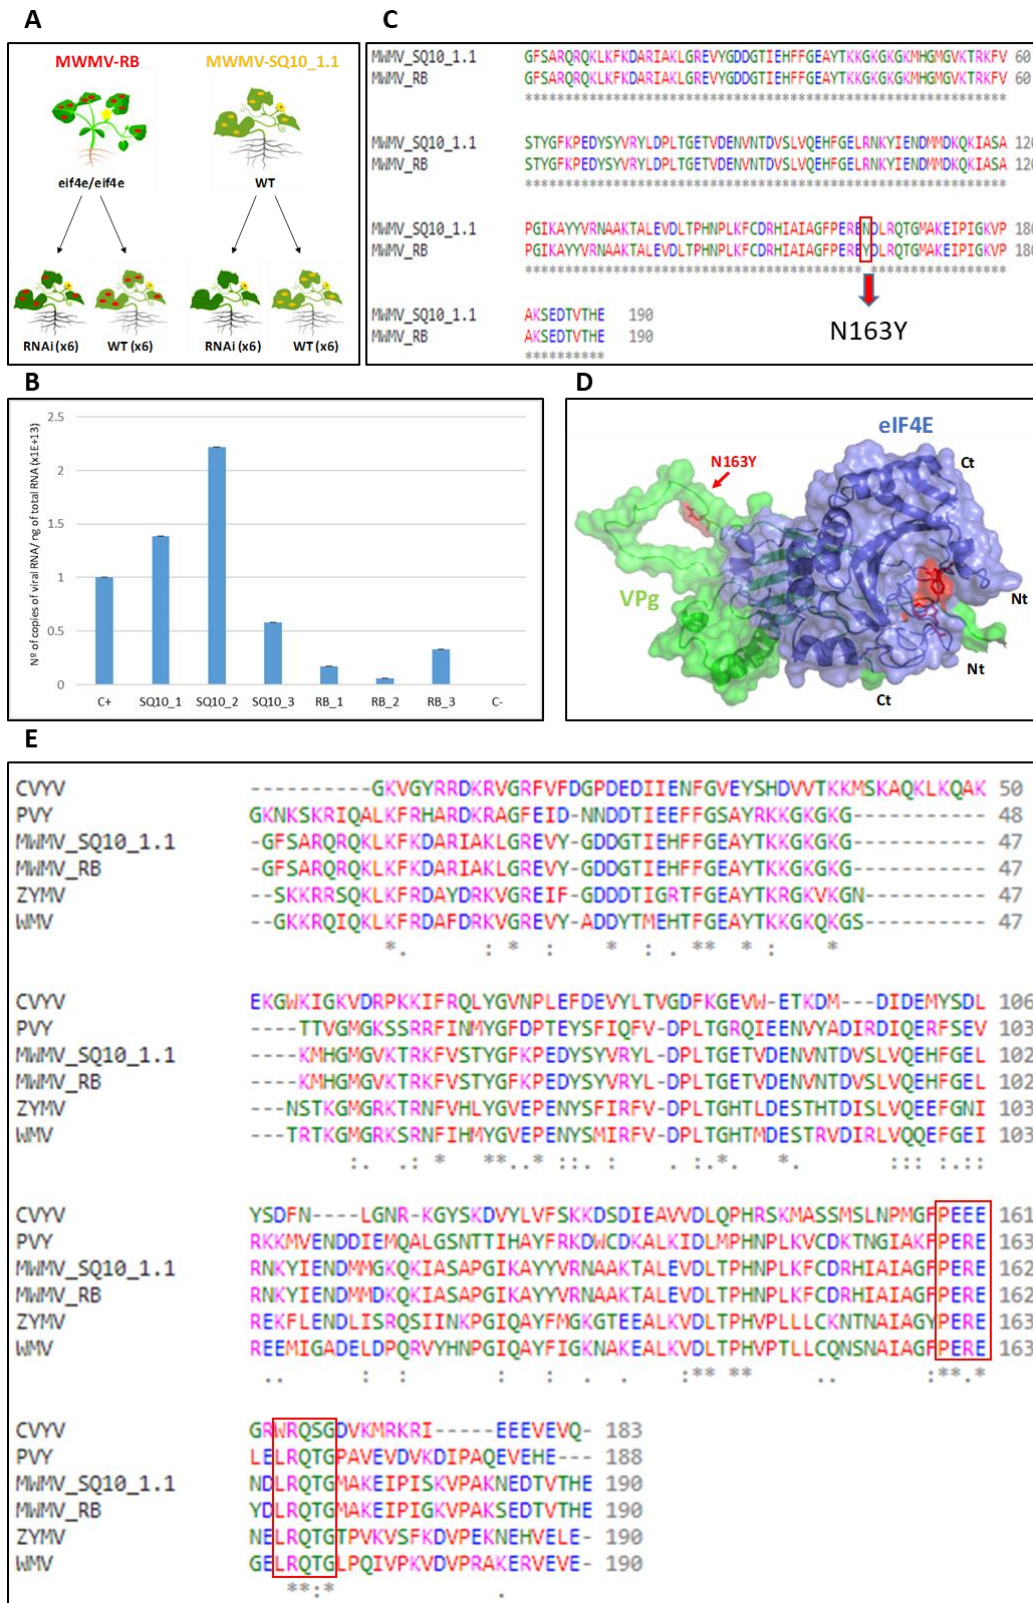 A
MWMV-RB
MWMV-SQ10_1.1
eif4e/eif4e
WT
RNAi (x6)
WT (x6)
RNAi (x6)
WT (x6)
B
Nº of copies of viral RNA/ ng of total RNA (x1E+13)
2.5
2
1.5
1
0.5
0
C+ SQ10_1 SQ10_2 SQ10_3 RB_1 RB_2 RB_3 C-
C
MWMV_SQ10_1.1 GFSARQRQKLKFKDARIAKLGREVYGDDGTIEHFFGEAYTKKGKGKGKMHGMGVKTRKFV 60
MWMV_RB GFSARQRQKLKFKDARIAKLGREVYGDDGTIEHFFGEAYTKKGKGKGKMHGMGVKTRKFV 60
************************************************************
MWMV_SQ10_1.1 STYGFKPEDYSYVRYLDPLTGETVDENVNTDVSLVQEHFGELRNKYIENDMMDKQKIASA 120
MWMV_RB STYGFKPEDYSYVRYLDPLTGETVDENVNTDVSLVQEHFGELRNKYIENDMMDKQKIASA 120
************************************************************
MWMV_SQ10_1.1 PGIKAYYVRNAAKTALEVDLTPHNPLKFCDRHIAIAGFPERENDLRQTGMAKEIPIGKVP 180
MWMV_RB PGIKAYYVRNAAKTALEVDLTPHNPLKFCDRHIAIAGFPEREYDLRQTGMAKEIPIGKVP 180
****************************************** *****************
N163Y
MWMV_SQ10_1.1 AKSEDTVTHE 190
MWMV_RB AKSEDTVTHE 190
**********
D
eIF4E
Ct
N163Y
VPg
Nt
Nt
Ct
E
CVYV ----------GKVGYRRDKRVGRFVFDGPDEDIIENFGVEYSHDVVTKKMSKAQKLKQAK 50
PVY GKNKSKRIQALKFRHARDKRAGFEID-NNDDTIEEFFGSAYRKKGKGKG----------- 48
MWMV_SQ10_1.1 -GFSARQRQKLKFKDARIAKLGREVY-GDDGTIEHFFGEAYTKKGKGKG----------- 47
MWMV_RB -GFSARQRQKLKFKDARIAKLGREVY-GDDGTIEHFFGEAYTKKGKGKG----------- 47
ZYMV --SKKRRSQKLKFRDAYDRKVGREIF-GDDDTIGRTFGEAYTKRGKVKGN---------- 47
WMV --GKKRQIQKLKFRDAFDRKVGREVY-ADDYTMEHTFGEAYTKKGKQKGS---------- 47
*. : * : * : . ** * : *
CVYV EKGWKIGKVDRPKKIFRQLYGVNPLEFDEVYLTVGDFKGEVW-ETKDM---DIDEMYSDL 106
PVY ----TTVGMGKSSRRFINMYGFDPTEYSFIQFV-DPLTGRQIEENVYADIRDIQERFSEV 103
MWMV_SQ10_1.1 ----KMHGMGVKTRKFVSTYGFKPEDYSYVRYL-DPLTGETVDENVNTDVSLVQEHFGEL 102
MWMV_RB ----KMHGMGVKTRKFVSTYGFKPEDYSYVRYL-DPLTGETVDENVNTDVSLVQEHFGEL 102
ZYMV ---NSTKGMGRKTRNFVHLYGVEPENYSFIRFV-DPLTGHTLDESTHTDISLVQEEFGNI 103
WMV ---TRTKGMGRKSRNFIHMYGVEPENYSMIRFV-DPLTGHTMDESTRVDIRLVQQEFGEI 103
:. .: * **..* ::. : . :.*. *. ::: :.::
CVYV YSDFN----LGNR-KGYSKDVYLVFSKKDSDIEAVVDLQPHRSKMASSMSLNPMGFPEEE 161
PVY RKKMVENDDIEMQALGSNTTIHAYFRKDWCDKALKIDLMPHNPLKVCDKTNGIAKFPERE 163
MWMV_SQ10_1.1 RNKYIENDMMGKQKIASAPGIKAYYVRNAAKTALEVDLTPHNPLKFCDRHIAIAGFPERE 162
MWMV_RB RNKYIENDMMDKQKIASAPGIKAYYVRNAAKTALEVDLTPHNPLKFCDRHIAIAGFPERE 162
ZYMV REKFLENDLISRQSIINKPGIQAYFMGKGTEEALKVDLTPHVPLLLCKNTNAIAGYPERE 163
WMV REEMIGADELDPQRVYHNPGIQAYFIGKNAKEALKVDLTPHVPTLLCQNSNAIAGFPERE 163
.. : : : . . :** ** .. :**.*
CVYV GRWRQSGDVKMRKRI-----EEEVEVQ- 183
PVY LELRQTGPAVEVDVKDIPAQEVEHE--- 188
MWMV_SQ10_1.1 NDLRQTGMAKEIPISKVPAKNEDTVTHE 190
MWMV_RB YDLRQTGMAKEIPIGKVPAKSEDTVTHE 190
ZYMV NELRQTGTPVKVSFKDVPEKNEHVELE- 190
WMV GELRQTGLPQIVPKVDVPRAKERVEVE- 190
**:* .